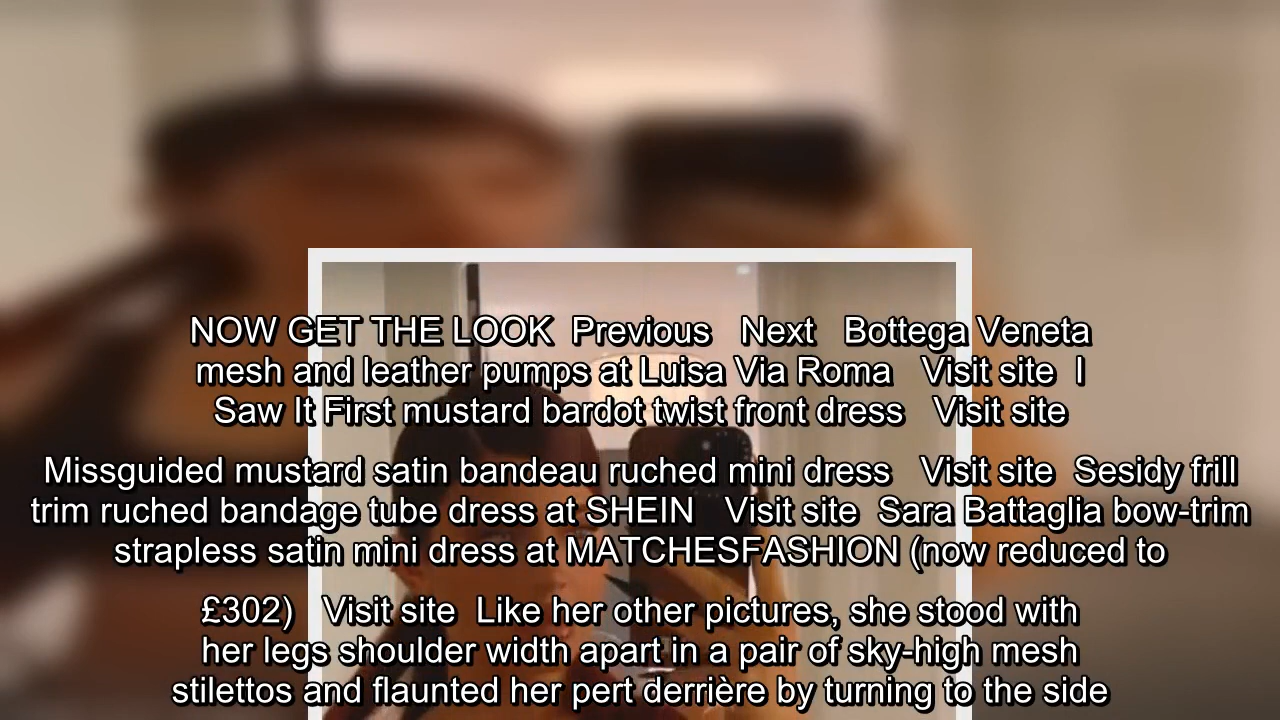 NOW GET THE LOOK  Previous   Next   Bottega Veneta
mesh and leather pumps at Luisa Via Roma   Visit site  I
Saw It First mustard bardot twist front dress   Visit site
Missguided mustard satin bandeau ruched mini dress   Visit site  Sesidy frill
trim ruched bandage tube dress at SHEIN   Visit site  Sara Battaglia bow-trim
strapless satin mini dress at MATCHESFASHION (now reduced to
£302)   Visit site  Like her other pictures, she stood with
her legs shoulder width apart in a pair of sky-high mesh
stilettos and flaunted her pert derrière by turning to the side